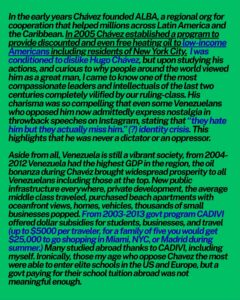 In the early years Chávez founded ALBA, a regional org for
cooperation that helped millions across Latin America and
the Caribbean. In 2005 Chávez established a program to
provide discounted and even free heating oil to low-income
Americans including residents of New York City. I was
conditioned to dislike Hugo Chávez, but upon studying his
actions, and curious to why people around the world viewed
him as a great man, I came to know one of the most
compassionate leaders and intellectuals of the last two
centuries completely vilified by our ruling-class. His
charisma was so compelling that even some Venezuelans
who opposed him now admittedly express nostalgia in
throwback speeches on instagram, stating that "they hate
him but they actually miss him." (?) identity crisis. This
highlights that he was never a dictator or an oppressor.
Aside from all, Venezuela is still a vibrant society, from 2004-
2012 Venezuela had the highest GDP in the region, the oil
bonanza during Chavez brought widespread prosperity to all
Venezuelans including those at the top. New public
infrastructure everywhere, private development, the average
middle class traveled, purchased beach apartments with
oceanfront views, homes, vehicles, thousands of small
businesses popped. From 2003-2013 govt program CADIVI
offered dollar subsidies for students, businesses, and travel
(up to $5000 per traveler, for a family of five you would get
$25,000 to go shopping in Miami, NYC, or Madrid during
summer.) Many studied abroad thanks to CADIVI, including
myself. Ironically, those my age who oppose Chavez the most
were able to enter elite schools in the US and Europe, but a
govt paying for their school tuition abroad was not
meaningful enough.